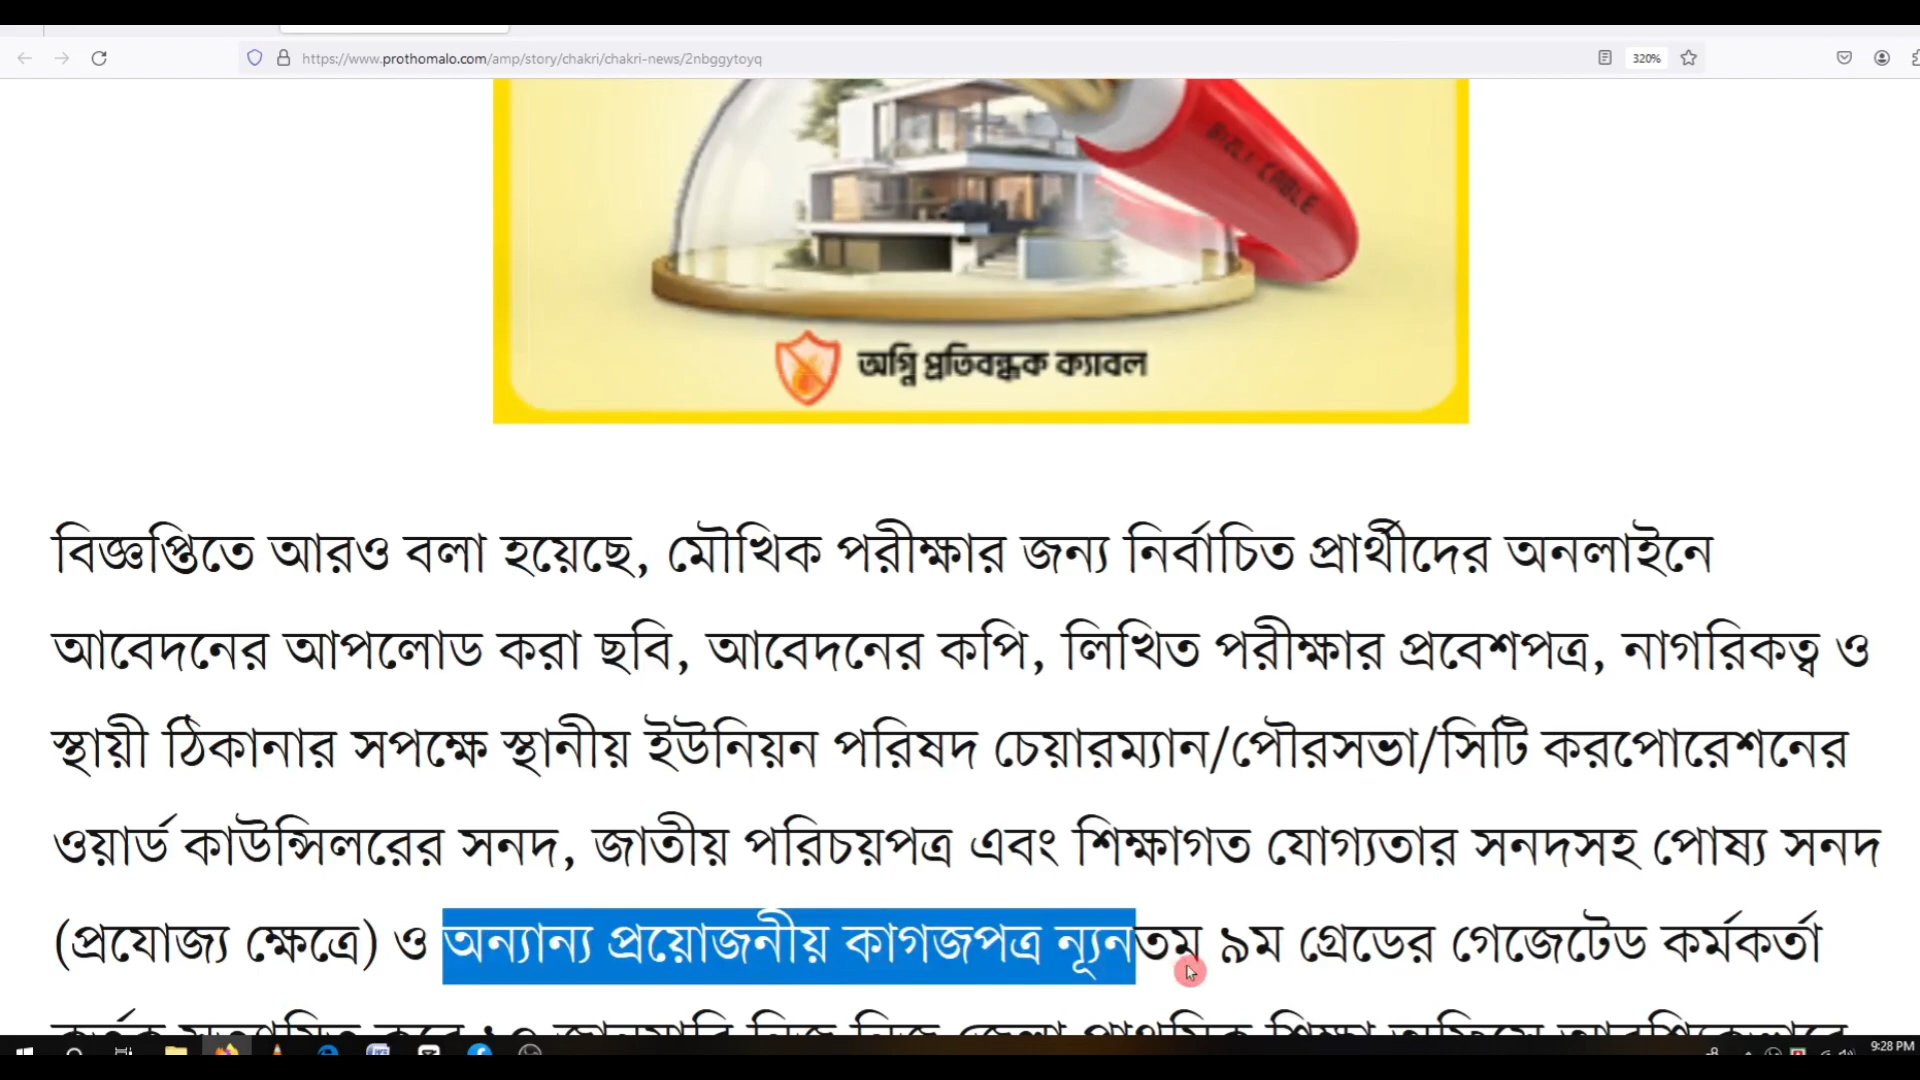 https://www.prothomalo.com/amp/story/chakri/chakri-news/2nbggytoyq
320%
BIZLI CABLE
অগ্নি প্রতিবন্ধক ক্যাবল
বিজ্ঞপ্তিতে আরও বলা হয়েছে, মৌখিক পরীক্ষার জন্য নির্বাচিত প্রার্থীদের অনলাইনে
আবেদনের আপলোড করা ছবি, আবেদনের কপি, লিখিত পরীক্ষার প্রবেশপত্র, নাগরিকত্ব ও
স্থায়ী ঠিকানার সপক্ষে স্থানীয় ইউনিয়ন পরিষদ চেয়ারম্যান/পৌরসভা/সিটি করপোরেশনের
ওয়ার্ড কাউন্সিলরের সনদ, জাতীয় পরিচয়পত্র এবং শিক্ষাগত যোগ্যতার সনদসহ পোষ্য সনদ
(প্রযোজ্য ক্ষেত্রে) ও অন্যান্য প্রয়োজনীয় কাগজপত্র ন্যূনতম ৯ম গ্রেডের গেজেটেড কর্মকর্তা
9:28 PM